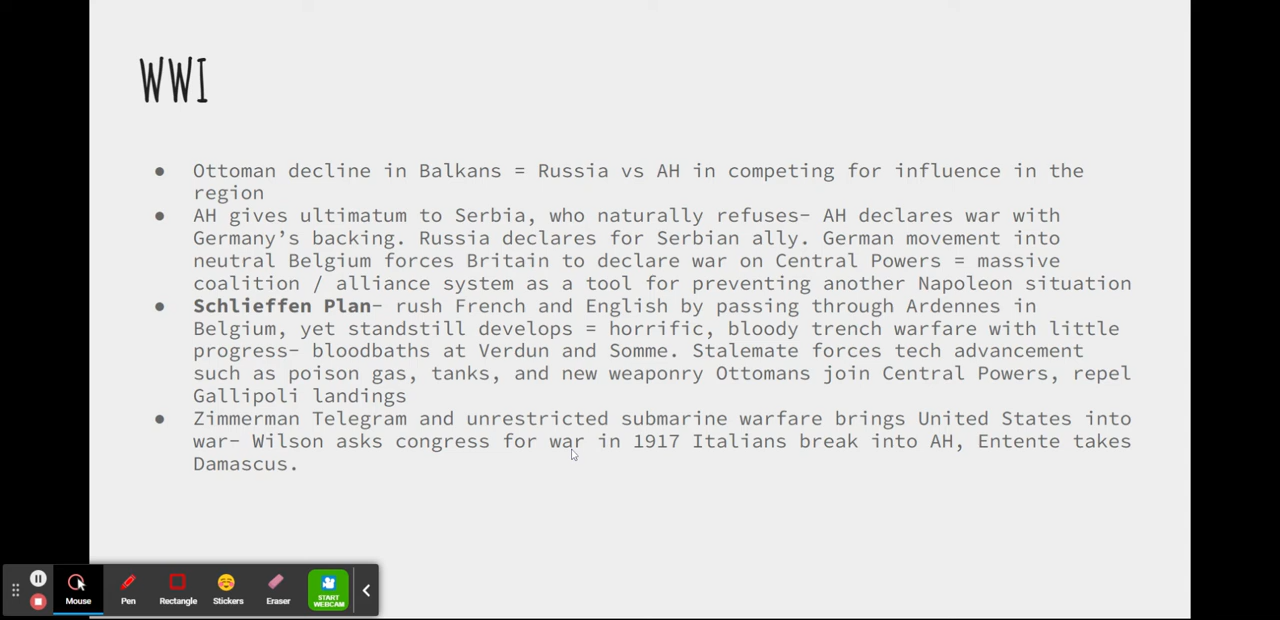 WWI
● Ottoman decline in Balkans = Russia vs AH in competing for influence in the
region
● AH gives ultimatum to Serbia, who naturally refuses- AH declares war with
Germany’s backing. Russia declares for Serbian ally. German movement into
neutral Belgium forces Britain to declare war on Central Powers = massive
coalition / alliance system as a tool for preventing another Napoleon situation
● Schlieffen Plan- rush French and English by passing through Ardennes in
Belgium, yet standstill develops = horrific, bloody trench warfare with little
progress- bloodbaths at Verdun and Somme. Stalemate forces tech advancement
such as poison gas, tanks, and new weaponry Ottomans join Central Powers, repel
Gallipoli landings
● Zimmerman Telegram and unrestricted submarine warfare brings United States into
war- Wilson asks congress for war in 1917 Italians break into AH, Entente takes
Damascus.
Mouse Pen Rectangle Stickers Eraser START
WEBCAM